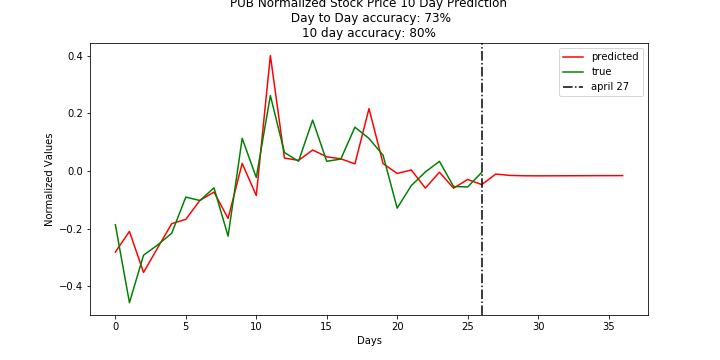 PUB Normalized Stock Price 10 Day Prediction
Day to Day accuracy: 73%
10 day accuracy: 80%
predicted
true
april 27
Normalized Values
0.4
0.2
0.0
−0.2
−0.4
0 5 10 15 20 25 30 35
Days